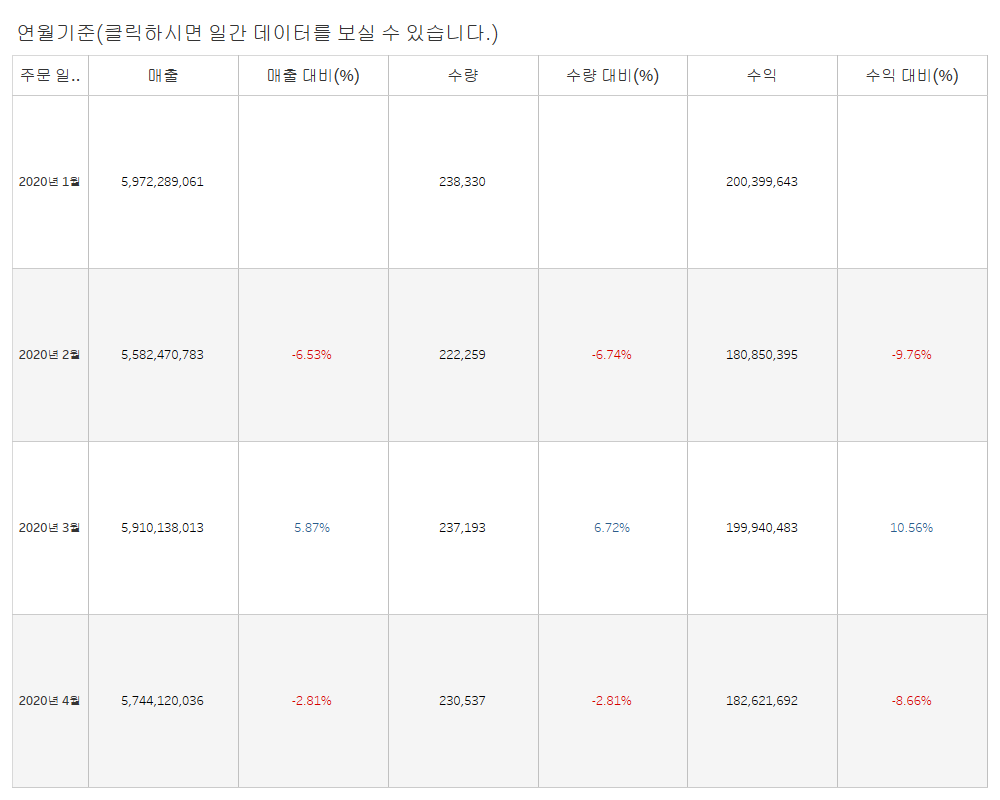 연월기준(클릭하시면 일간 데이터를 보실 수 있습니다.)
주문 일.. 매출 매출 대비(%) 수량 수량 대비(%) 수익 수익 대비(%)
2020년 1월 5,972,289,061 238,330 200,399,643
2020년 2월 5,582,470,783 -6.53% 222,259 -6.74% 180,850,395 -9.76%
2020년 3월 5,910,138,013 5.87% 237,193 6.72% 199,940,483 10.56%
2020년 4월 5,744,120,036 -2.81% 230,537 -2.81% 182,621,692 -8.66%